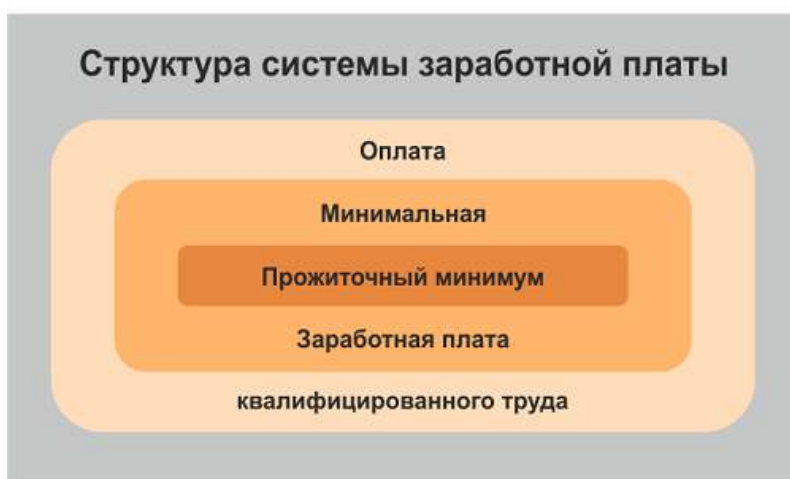 Структура системы заработной платы
Оплата
Минимальная
Прожиточный минимум
Заработная плата
квалифицированного труда